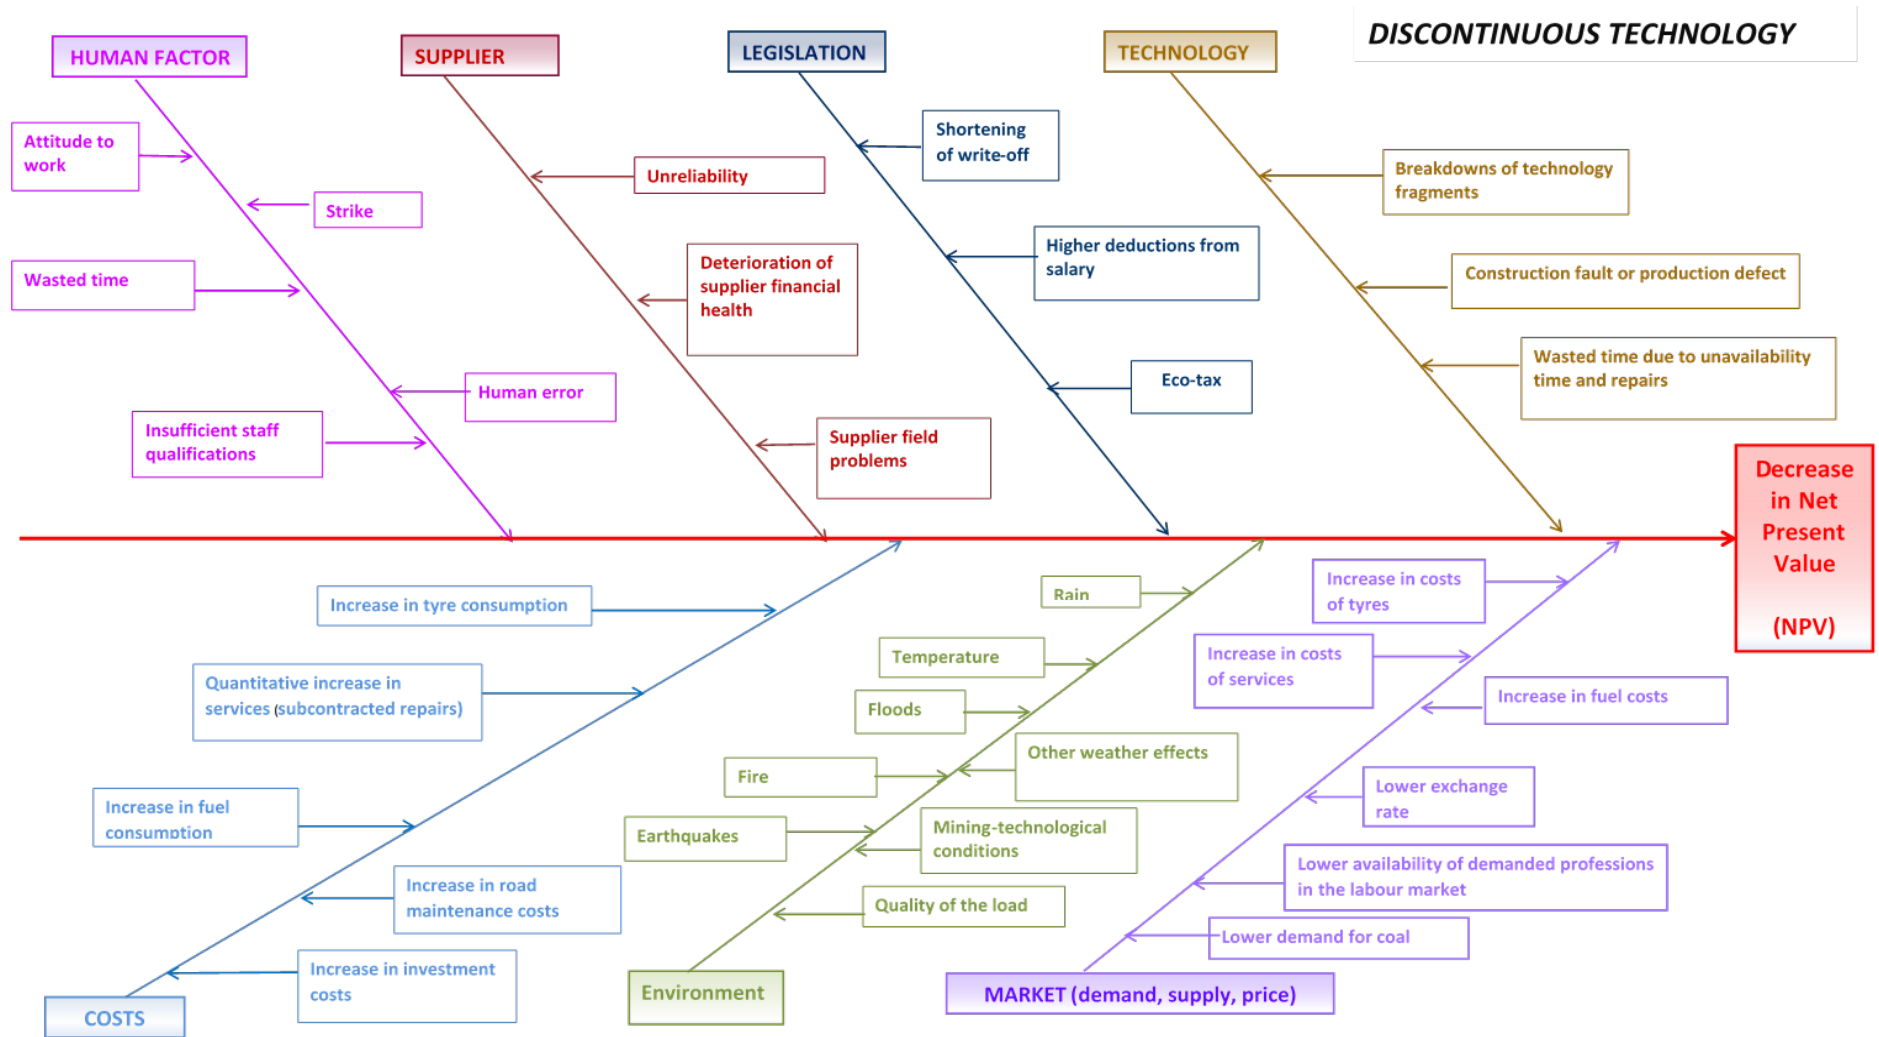 DISCONTINUOUS TECHNOLOGY
HUMAN FACTOR
SUPPLIER
LEGISLATION
TECHNOLOGY
Attitude to
work
Strike
Wasted time
Human error
Insufficient staff
qualifications
Unreliability
Deterioration of
supplier financial
health
Supplier field
problems
Shortening
of write-off
Higher deductions from
salary
Eco-tax
Breakdowns of technology
fragments
Construction fault or production defect
Wasted time due to unavailability
time and repairs
Decrease
in Net
Present
Value
(NPV)
Increase in tyre consumption
Quantitative increase in
services (subcontracted repairs)
Increase in fuel
consumption
Increase in road
maintenance costs
Increase in investment
costs
COSTS
Rain
Temperature
Floods
Other weather effects
Fire
Earthquakes
Mining-technological
conditions
Quality of the load
Environment
Increase in costs
of tyres
Increase in costs
of services
Increase in fuel costs
Lower exchange
rate
Lower availability of demanded professions
in the labour market
Lower demand for coal
MARKET (demand, supply, price)